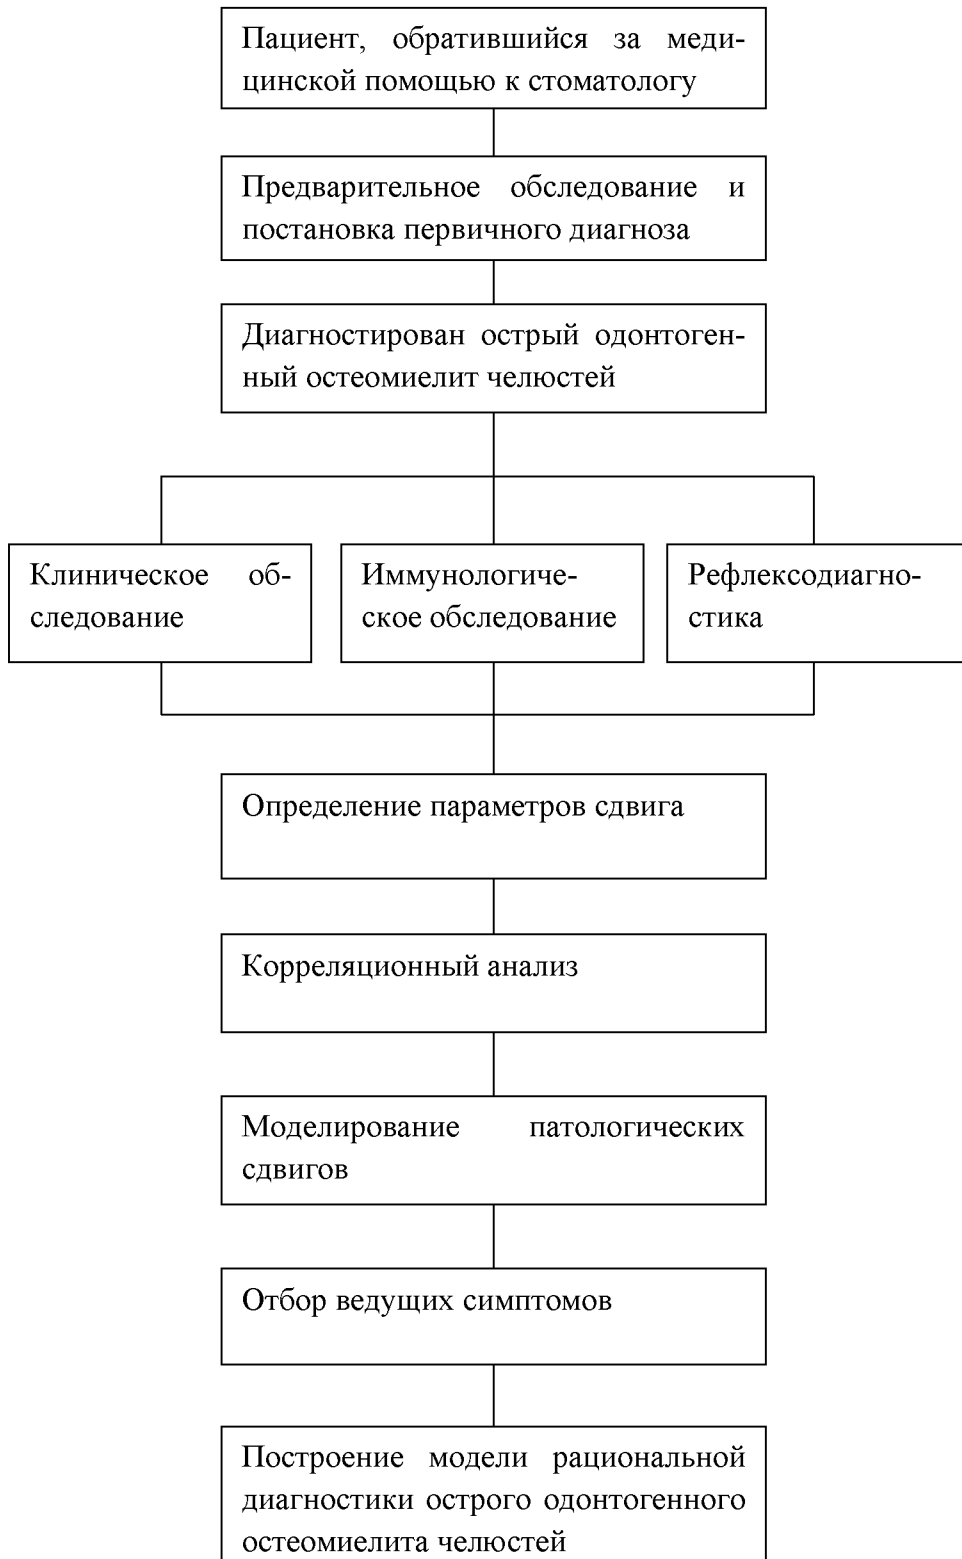 Пациент, обратившийся за меди-
цинской помощью к стоматологу
Предварительное обследование и
постановка первичного диагноза
Диагностирован острый одонтоген-
ный остеомиелит челюстей
Клиническое об-
следование
Иммунологиче-
ское обследование
Рефлексодиагно-
стика
Определение параметров сдвига
Корреляционный анализ
Моделирование патологических
сдвигов
Отбор ведущих симптомов
Построение модели рациональной
диагностики острого одонтогенного
остеомиелита челюстей